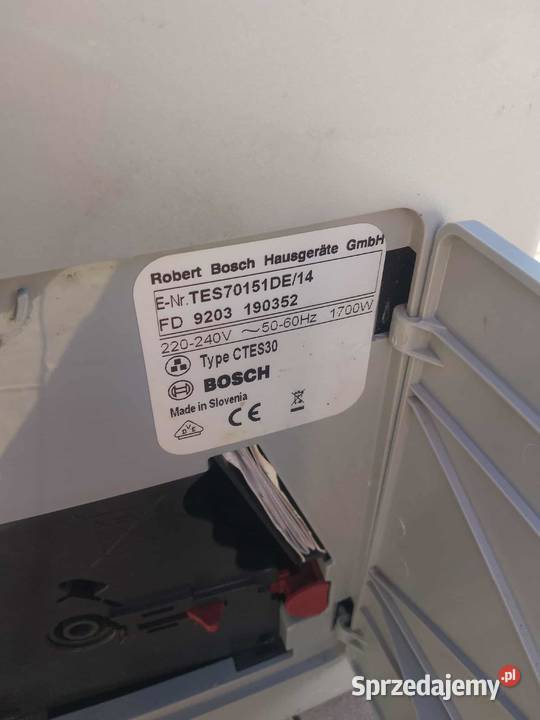 Robert Bosch Hausgeräte GmbH
E-Nr. TES70151DE/14
FD 9203 190352
220-240V ~50-60Hz 1700W
Type CTES30
BOSCH
Made in Slovenia
CE
DVE
Sprzedajemy.pl